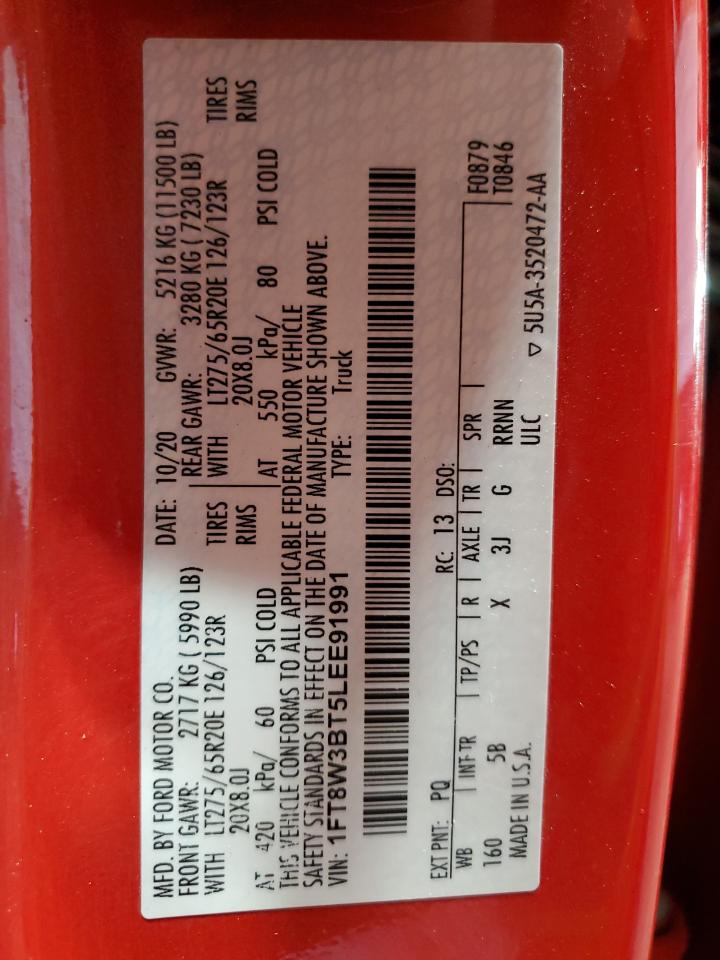 MFD. BY FORD MOTOR CO. DATE: 10/20 GVWR: 5216 KG (11500 LB)
FRONT GAWR: 2717 KG ( 5990 LB) REAR GAWR: 3280 KG ( 7230 LB)
WITH LT275/65R20E 126/123R TIRES WITH LT275/65R20E 126/123R TIRES
20X8.0J RIMS 20X8.0J RIMS
AT 420 kPa/ 60 PSI COLD AT 550 kPa/ 80 PSI COLD
THIS VEHICLE CONFORMS TO ALL APPLICABLE FEDERAL MOTOR VEHICLE
SAFETY STANDARDS IN EFFECT ON THE DATE OF MANUFACTURE SHOWN ABOVE.
VIN: 1FT8W3BT5LEE91991 TYPE: Truck
EXT PNT: PQ RC: 13 DSO: F0879
WB INT TR TP/PS R AXLE TR SPR T0846
160 5B X 3J G RRNN
MADE IN U.S.A. ULC ▽ 5U5A-3520472-AA